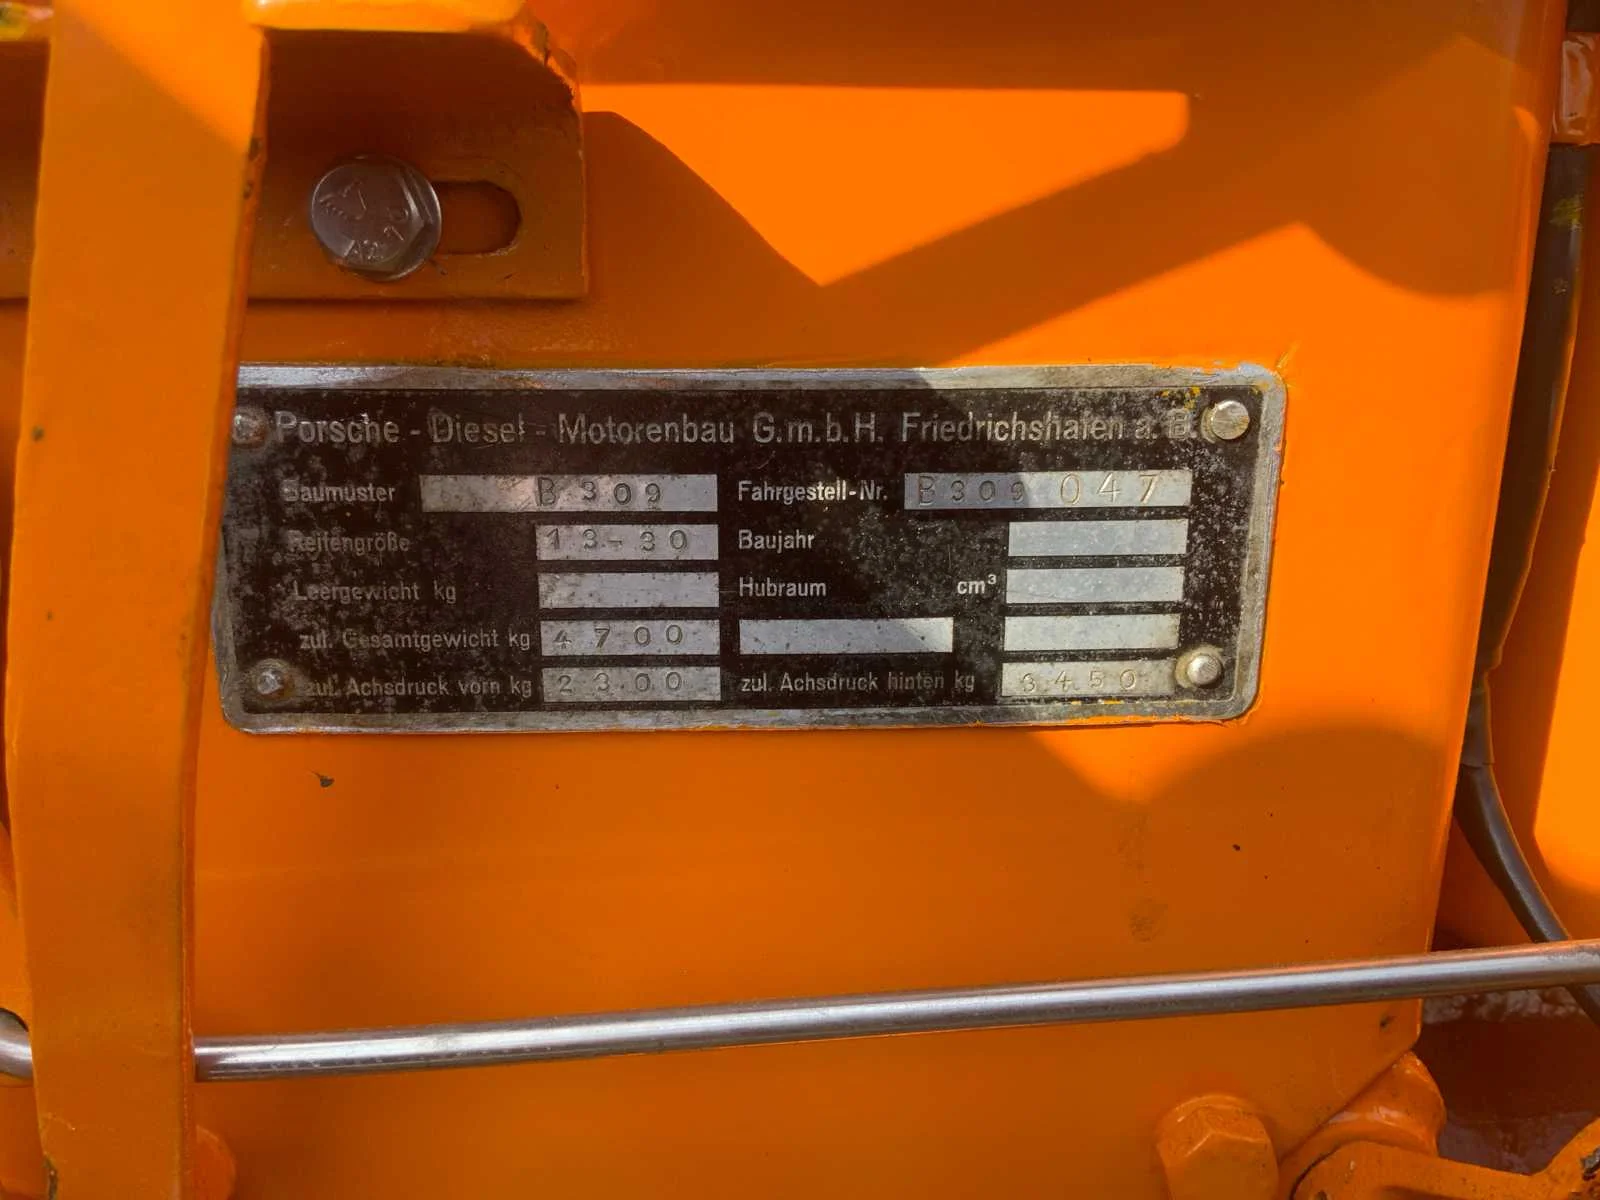 Porsche - Diesel - Motorenbau G.m.b.H. Friedrichshafen a. B.
Baumuster B 309 Fahrgestell-Nr. B309 047
Reifengröße 13-30 Baujahr
Leergewicht kg Hubraum cm³
zul. Gesamtgewicht kg 4700
zul. Achsdruck vorn kg 2300 zul. Achsdruck hinten kg 3450